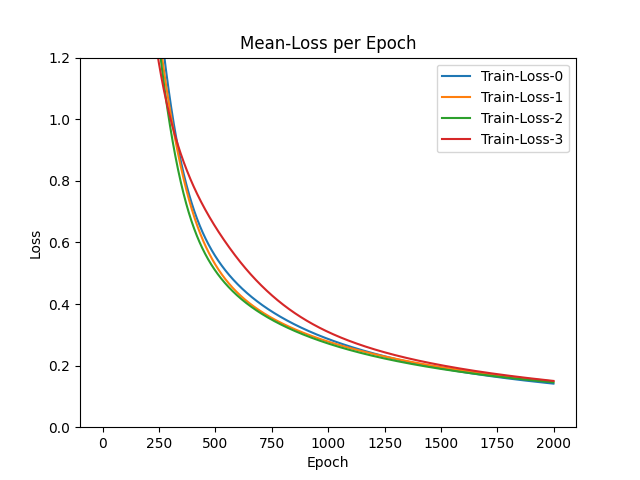 Mean-Loss per Epoch
Train-Loss-0
Train-Loss-1
Train-Loss-2
Train-Loss-3
Loss
1.2
1.0
0.8
0.6
0.4
0.2
0.0
0 250 500 750 1000 1250 1500 1750 2000
Epoch